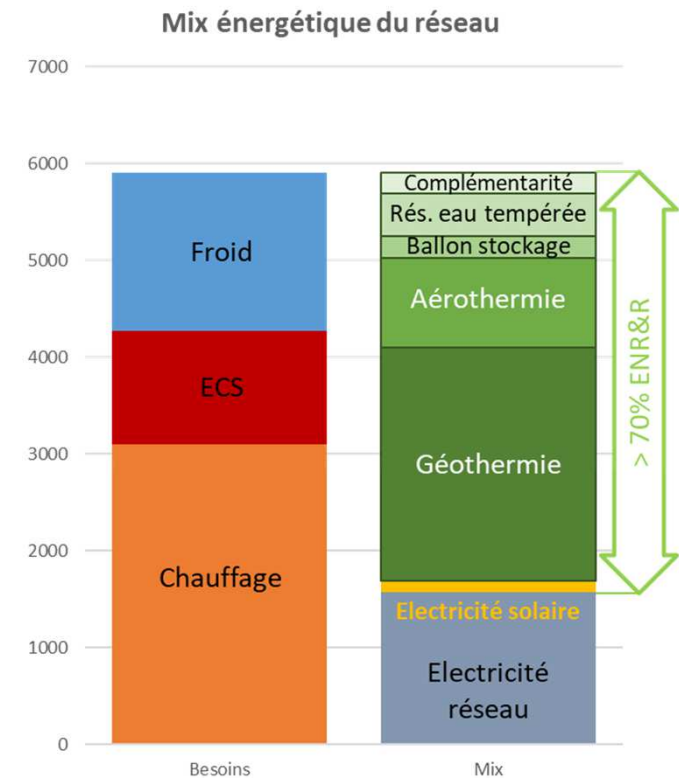 Mix énergétique du réseau
7000
6000
5000
4000
3000
2000
1000
0
Froid
ECS
Chauffage
Complémentarité
Rés. eau tempérée
Ballon stockage
Aérothermie
Géothermie
Electricité solaire
Electricité
réseau
> 70% ENR&R
Besoins
Mix